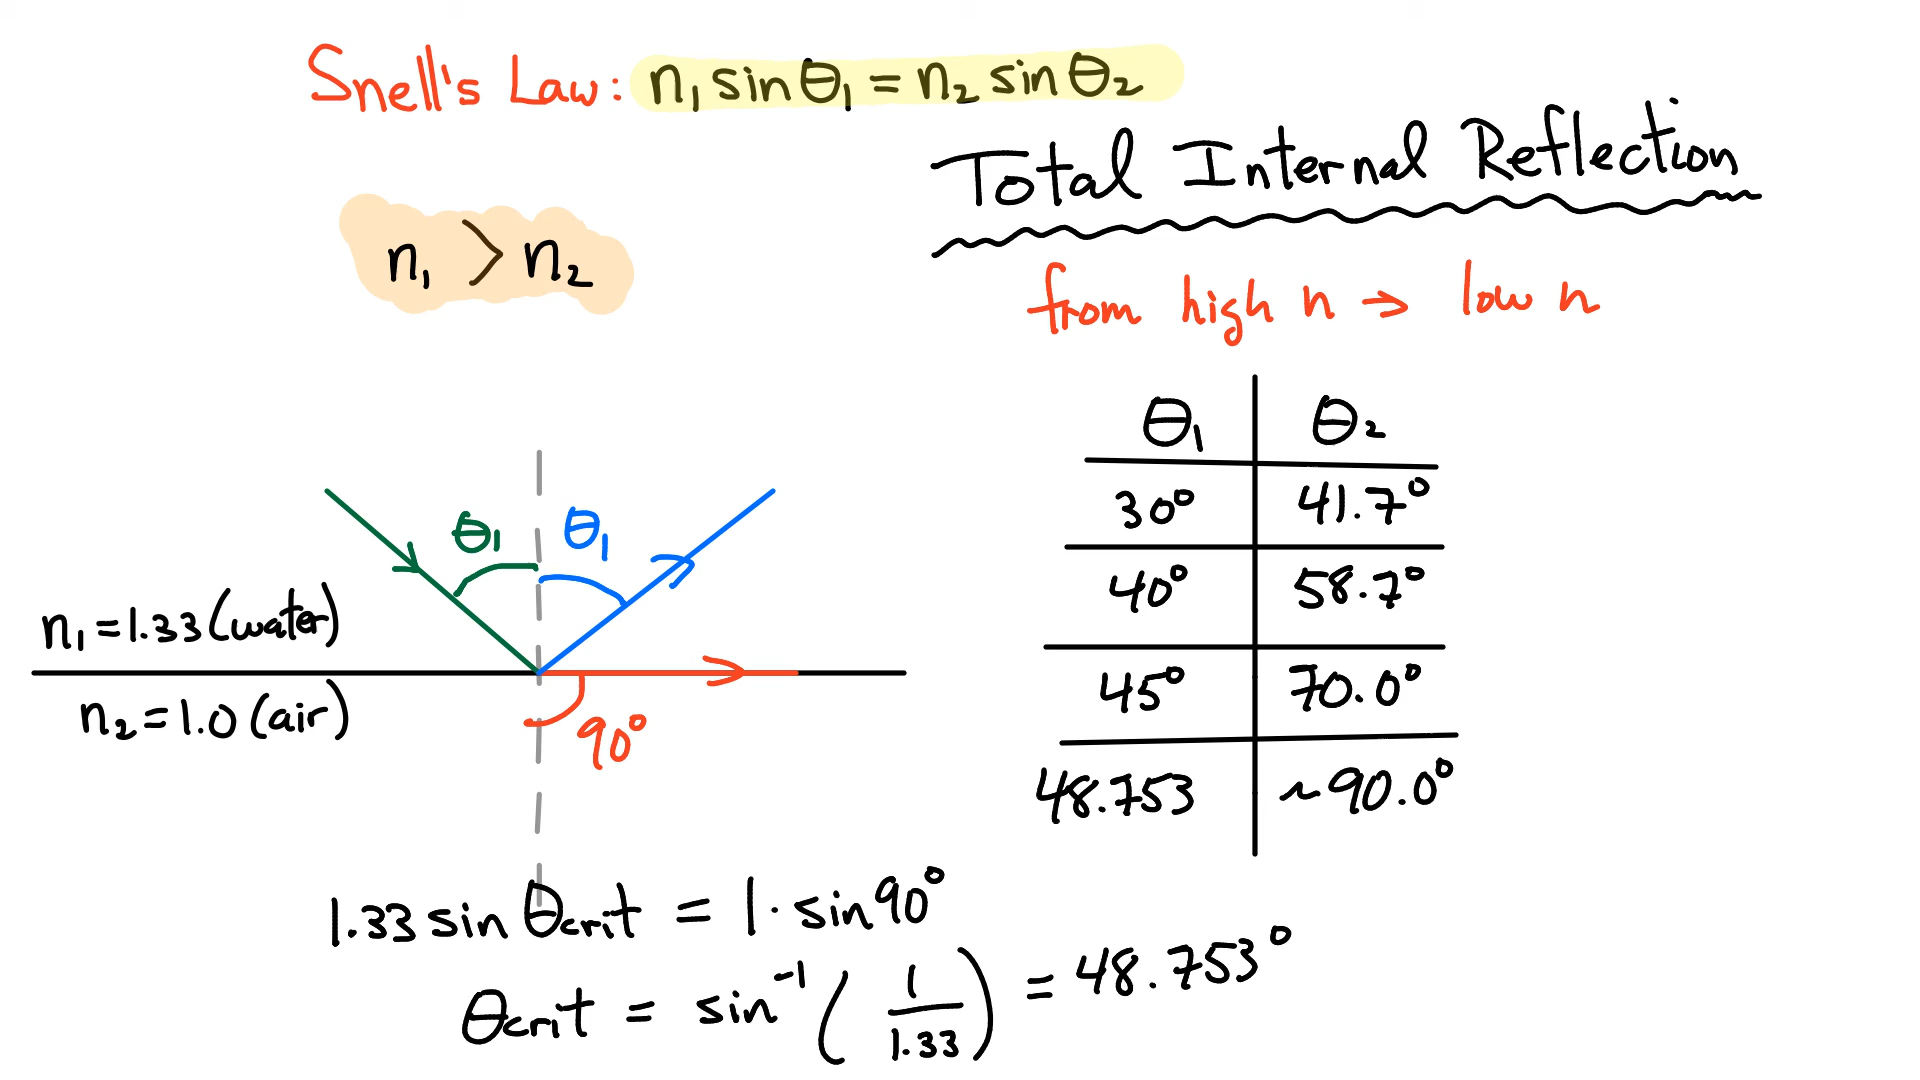 Snell's Law: n₁ sin θ₁ = n₂ sin θ₂
Total Internal Reflection
n₁ > n₂
from high n → low n
θ₁ θ₂
30° 41.7°
40° 58.7°
45° 70.0°
48.753 ~90.0°
θ₁ θ₁
n₁ = 1.33 (water)
n₂ = 1.0 (air)
90°
1.33 sin θcrit = 1 · sin 90°
θcrit = sin⁻¹ (1/1.33) = 48.753°